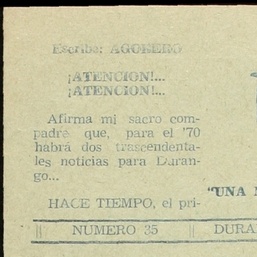 Escribe: AGORERO
¡ATENCION!...
¡ATENCION!...
Afirma mi sacro com-
padre que, para el '70
habrá dos trascendenta-
les noticias para Duran-
go...
"UNA
HACE TIEMPO, el pri-
NUMERO 35 DURA